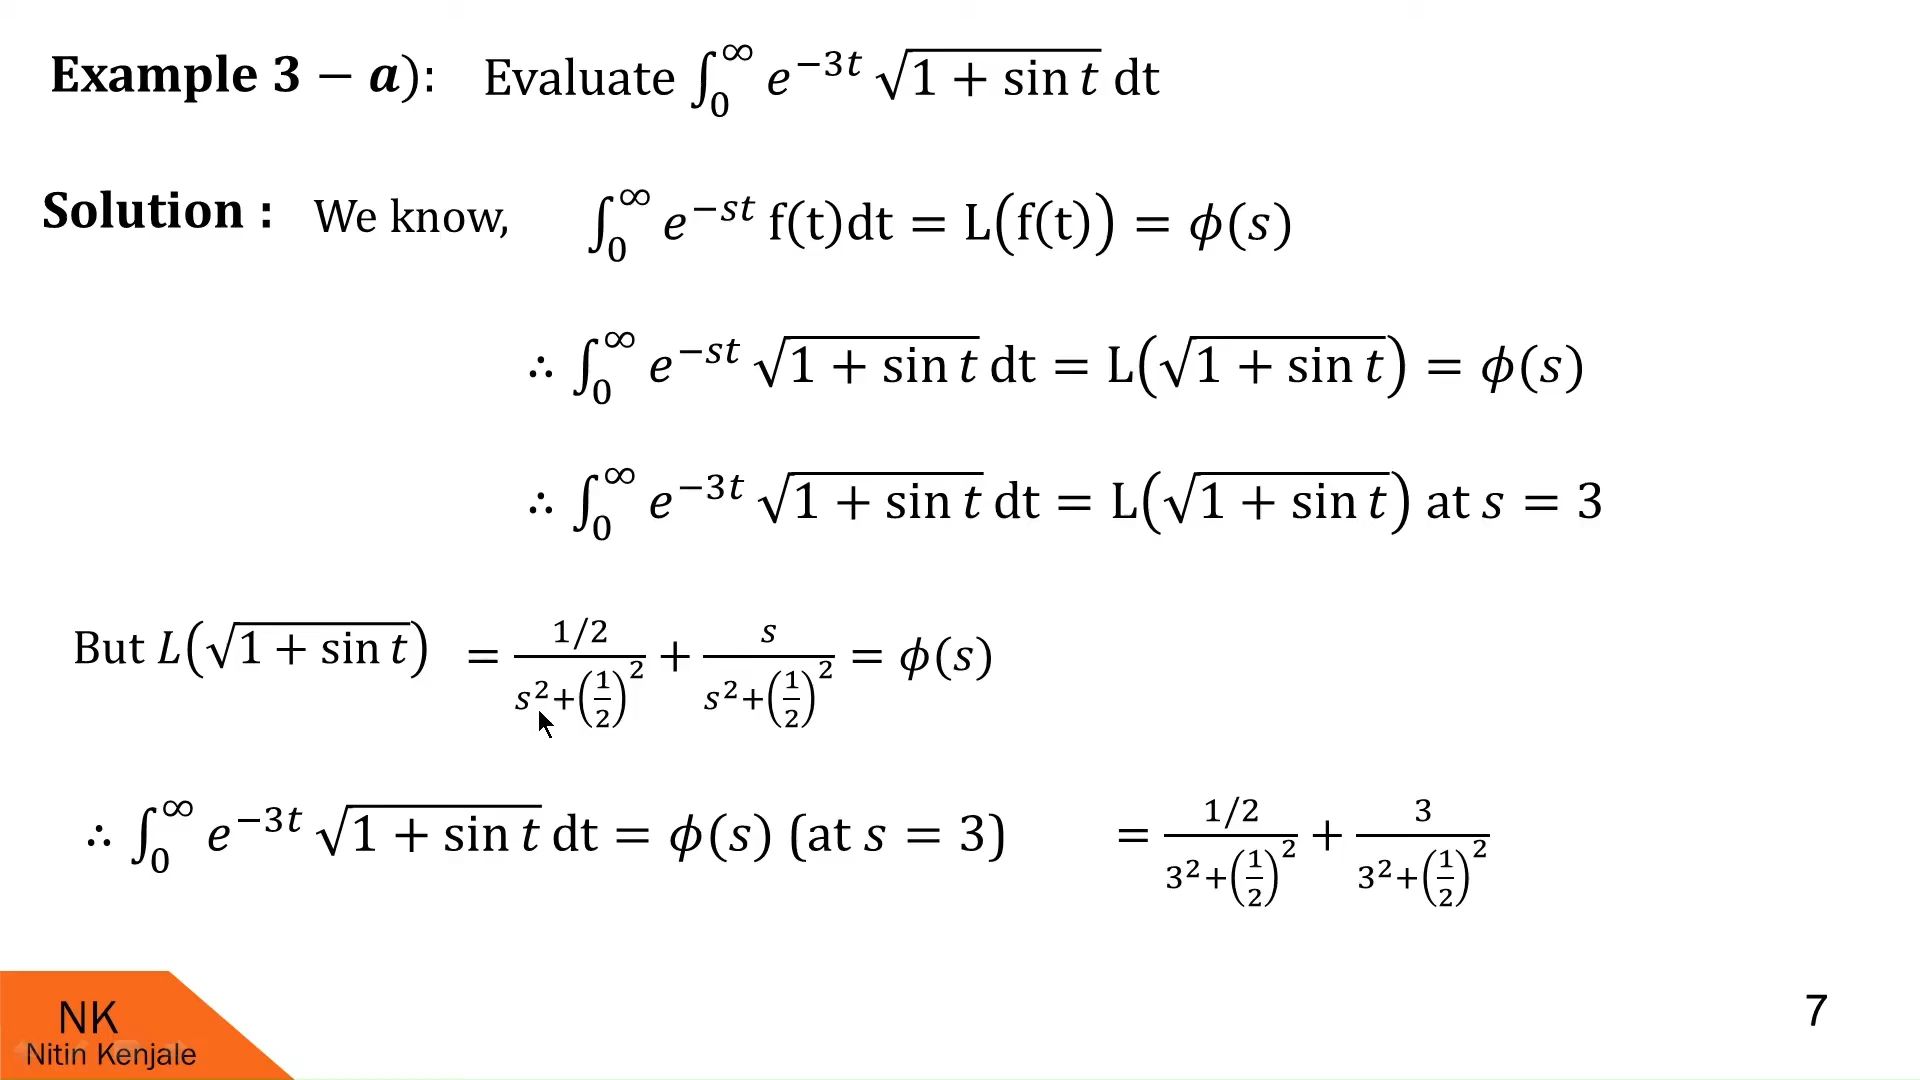 Example 3 − a): Evaluate ∫₀^∞ e^{−3t} √(1 + sin t) dt
Solution : We know, ∫₀^∞ e^{−st} f(t)dt = L(f(t)) = ϕ(s)
∴ ∫₀^∞ e^{−st} √(1 + sin t) dt = L(√(1 + sin t)) = ϕ(s)
∴ ∫₀^∞ e^{−3t} √(1 + sin t) dt = L(√(1 + sin t)) at s = 3
But L(√(1 + sin t)) = (1/2)/(s²+(1/2)²) + s/(s²+(1/2)²) = ϕ(s)
∴ ∫₀^∞ e^{−3t} √(1 + sin t) dt = ϕ(s) (at s = 3) = (1/2)/(3²+(1/2)²) + 3/(3²+(1/2)²)
NK
Nitin Kenjale
7